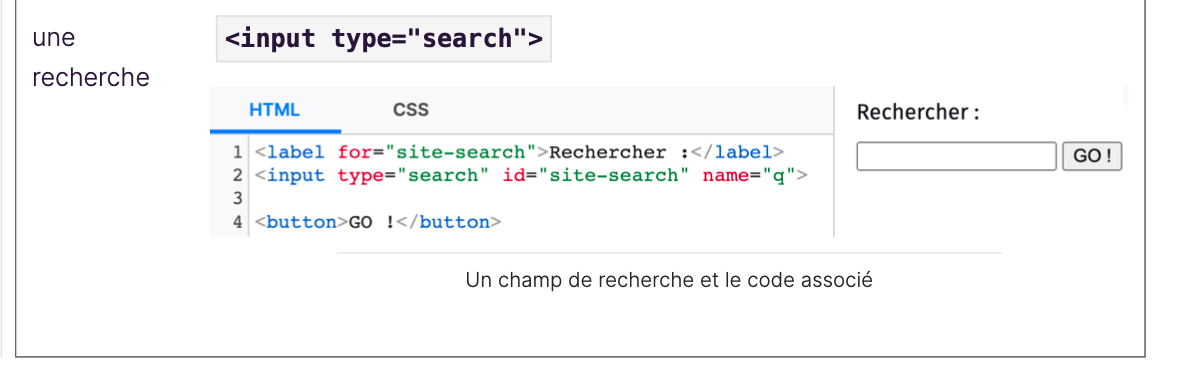 une
recherche
<input type="search">
HTML CSS
1 <label for="site-search">Rechercher :</label>
2 <input type="search" id="site-search" name="q">
3
4 <button>GO !</button>
Rechercher :
GO !
Un champ de recherche et le code associé